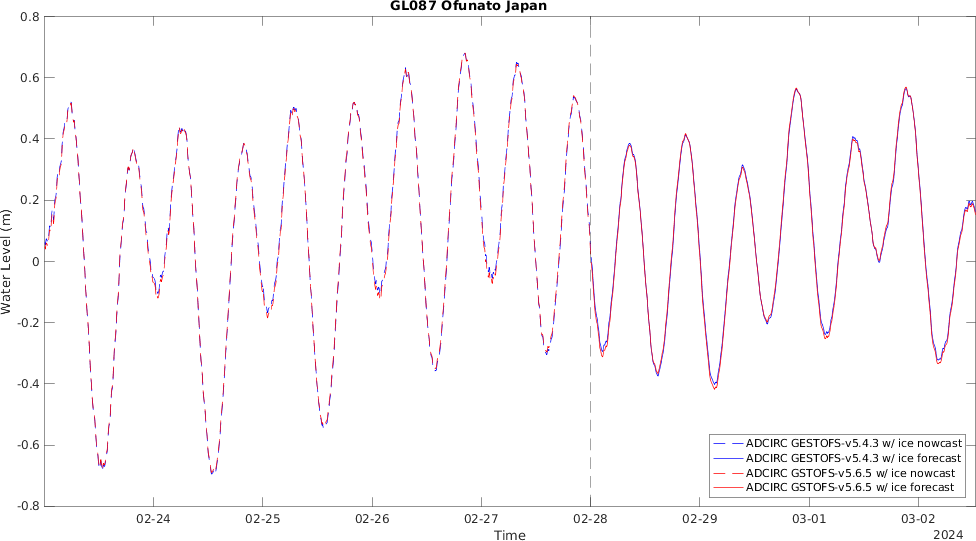 GL087 Ofunato Japan
Water Level (m)
0.8
0.6
0.4
0.2
0
-0.2
-0.4
-0.6
-0.8
ADCIRC GESTOFS-v5.4.3 w/ ice nowcast
ADCIRC GESTOFS-v5.4.3 w/ ice forecast
ADCIRC GSTOFS-v5.6.5 w/ ice nowcast
ADCIRC GSTOFS-v5.6.5 w/ ice forecast
02-24 02-25 02-26 02-27 02-28 02-29 03-01 03-02
Time
2024